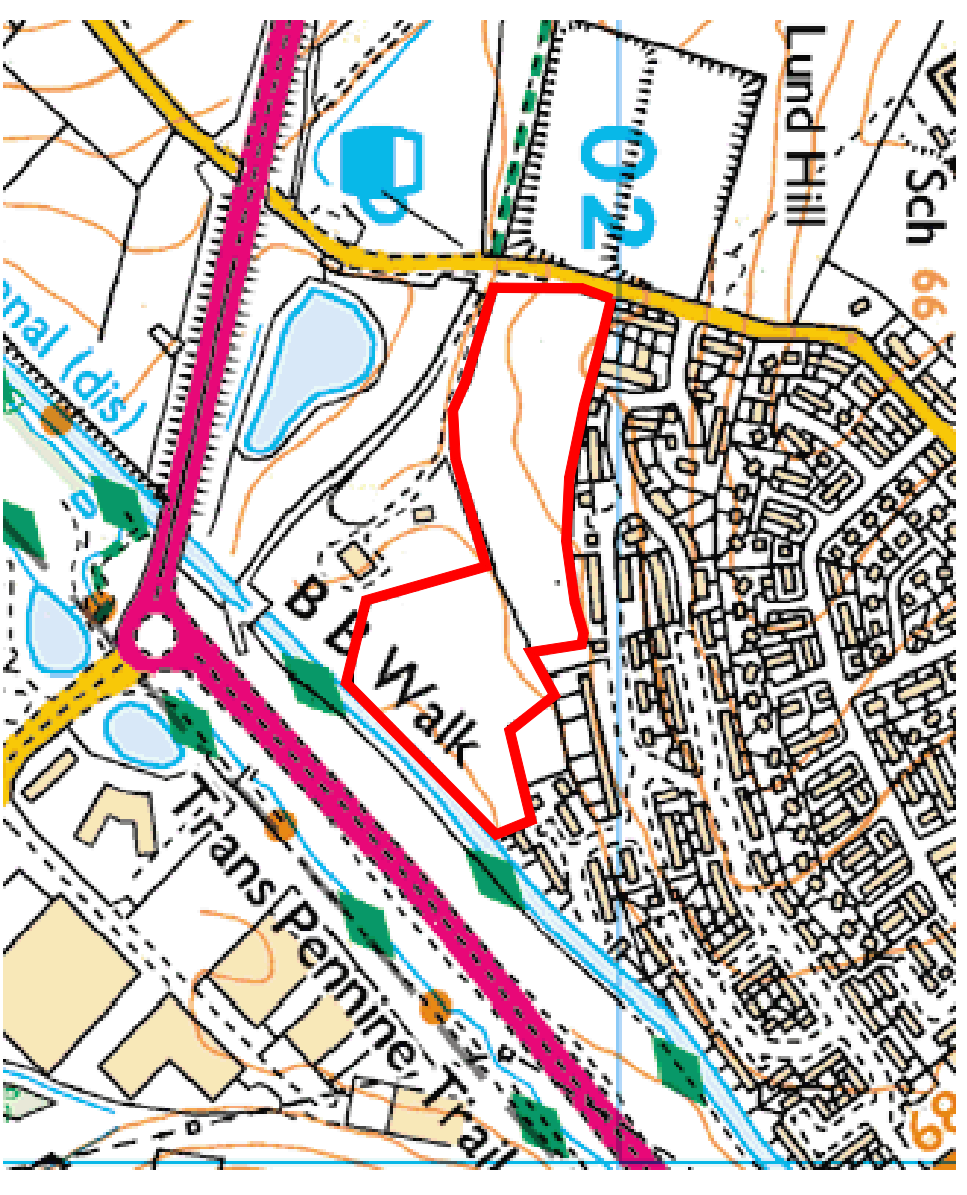 Lund Hill
02
Sch
66
nal (dis)
B B Walk
Trans Pennine Trail
68